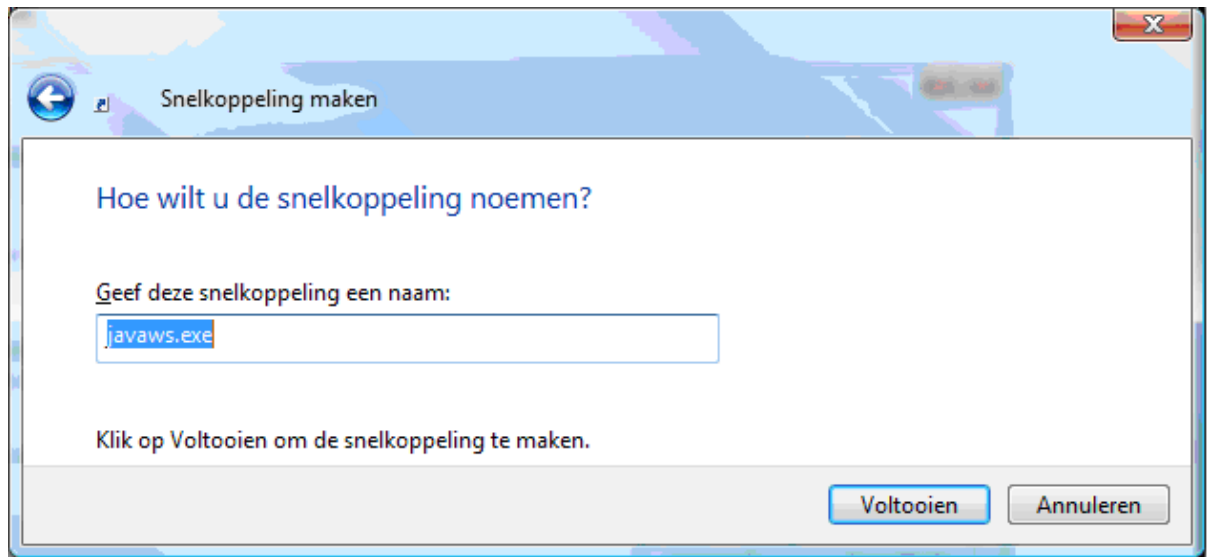 Snelkoppeling maken
Hoe wilt u de snelkoppeling noemen?
Geef deze snelkoppeling een naam:
javaws.exe
Klik op Voltooien om de snelkoppeling te maken.
Voltooien
Annuleren